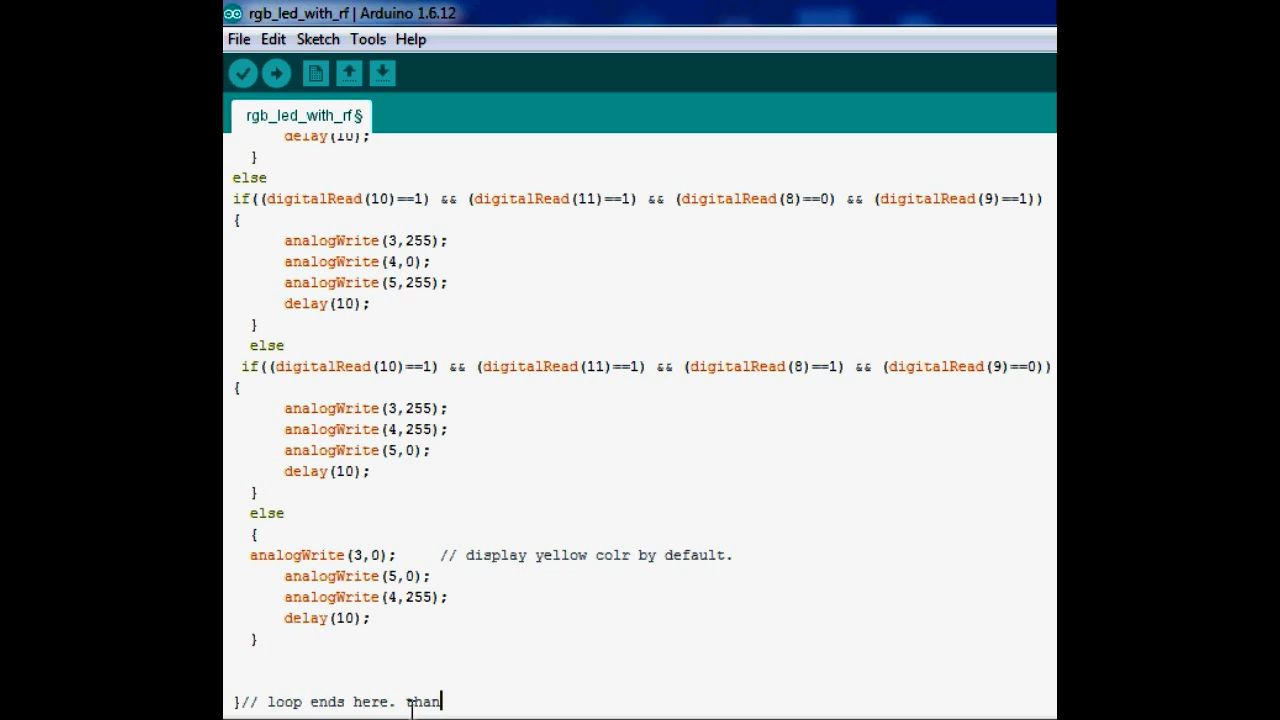 rgb_led_with_rf | Arduino 1.6.12
File Edit Sketch Tools Help
rgb_led_with_rf§
delay(10);
}
else
if((digitalRead(10)==1) && (digitalRead(11)==1) && (digitalRead(8)==0) && (digitalRead(9)==1))
{
analogWrite(3,255);
analogWrite(4,0);
analogWrite(5,255);
delay(10);
}
else
if((digitalRead(10)==1) && (digitalRead(11)==1) && (digitalRead(8)==1) && (digitalRead(9)==0))
{
analogWrite(3,255);
analogWrite(4,255);
analogWrite(5,0);
delay(10);
}
else
{
analogWrite(3,0); // display yellow colr by default.
analogWrite(5,0);
analogWrite(4,255);
delay(10);
}
}// loop ends here. than